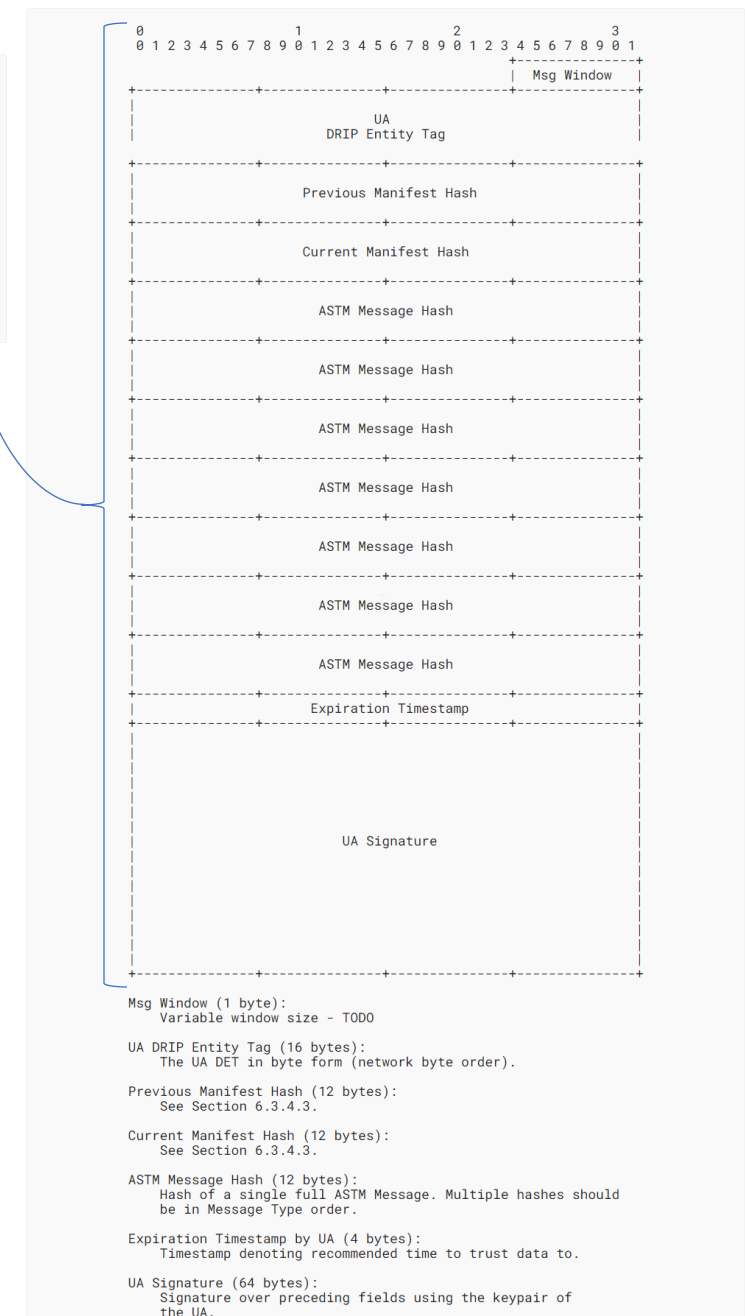 0                   1                   2                   3
0 1 2 3 4 5 6 7 8 9 0 1 2 3 4 5 6 7 8 9 0 1 2 3 4 5 6 7 8 9 0 1
Msg Window
UA
DRIP Entity Tag
Previous Manifest Hash
Current Manifest Hash
ASTM Message Hash
ASTM Message Hash
ASTM Message Hash
ASTM Message Hash
ASTM Message Hash
ASTM Message Hash
ASTM Message Hash
Expiration Timestamp
UA Signature
Msg Window (1 byte):
Variable window size - TODO
UA DRIP Entity Tag (16 bytes):
The UA DET in byte form (network byte order).
Previous Manifest Hash (12 bytes):
See Section 6.3.4.3.
Current Manifest Hash (12 bytes):
See Section 6.3.4.3.
ASTM Message Hash (12 bytes):
Hash of a single full ASTM Message. Multiple hashes should
be in Message Type order.
Expiration Timestamp by UA (4 bytes):
Timestamp denoting recommended time to trust data to.
UA Signature (64 bytes):
Signature over preceding fields using the keypair of
the UA.